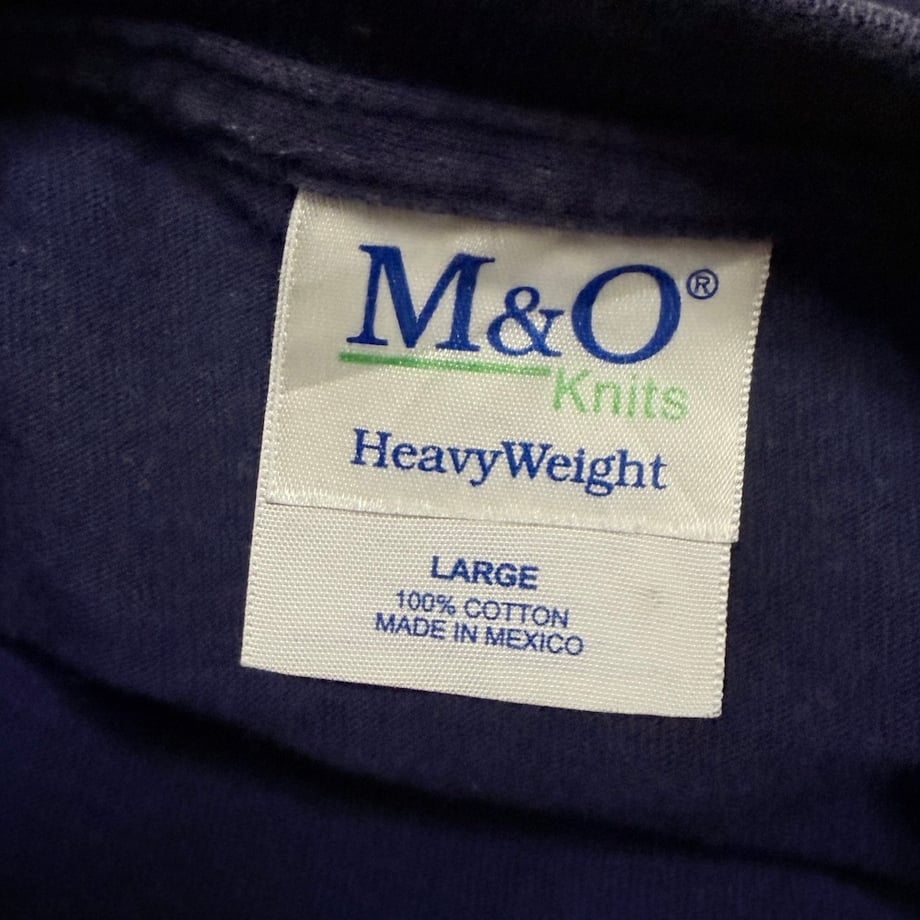 M&O®
Knits
HeavyWeight
LARGE
100% COTTON
MADE IN MEXICO